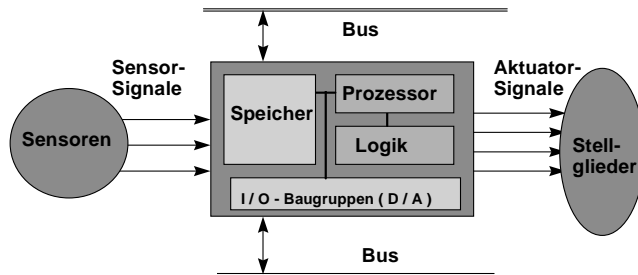 Bus
Sensor-
Signale
Aktuator-
Signale
Sensoren
Speicher
Prozessor
Logik
I / O - Baugruppen ( D / A )
Stell-
glieder
Bus